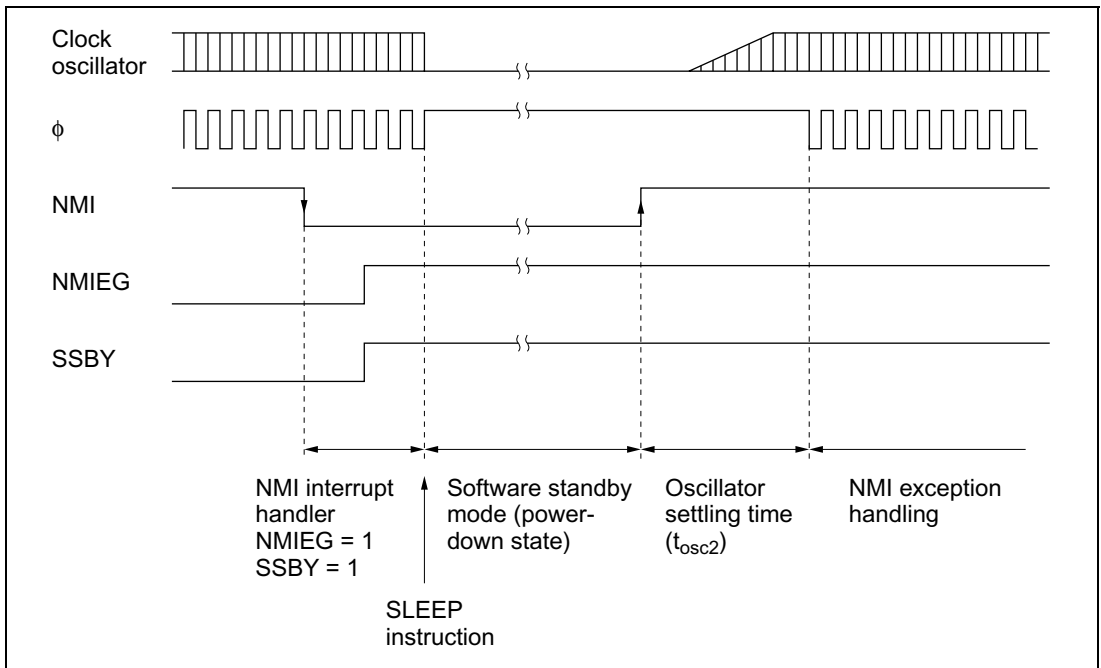 Clock
oscillator
ϕ
NMI
NMIEG
SSBY
NMI interrupt
handler
NMIEG = 1
SSBY = 1
Software standby
mode (power-
down state)
Oscillator
settling time
(tosc2)
NMI exception
handling
SLEEP
instruction